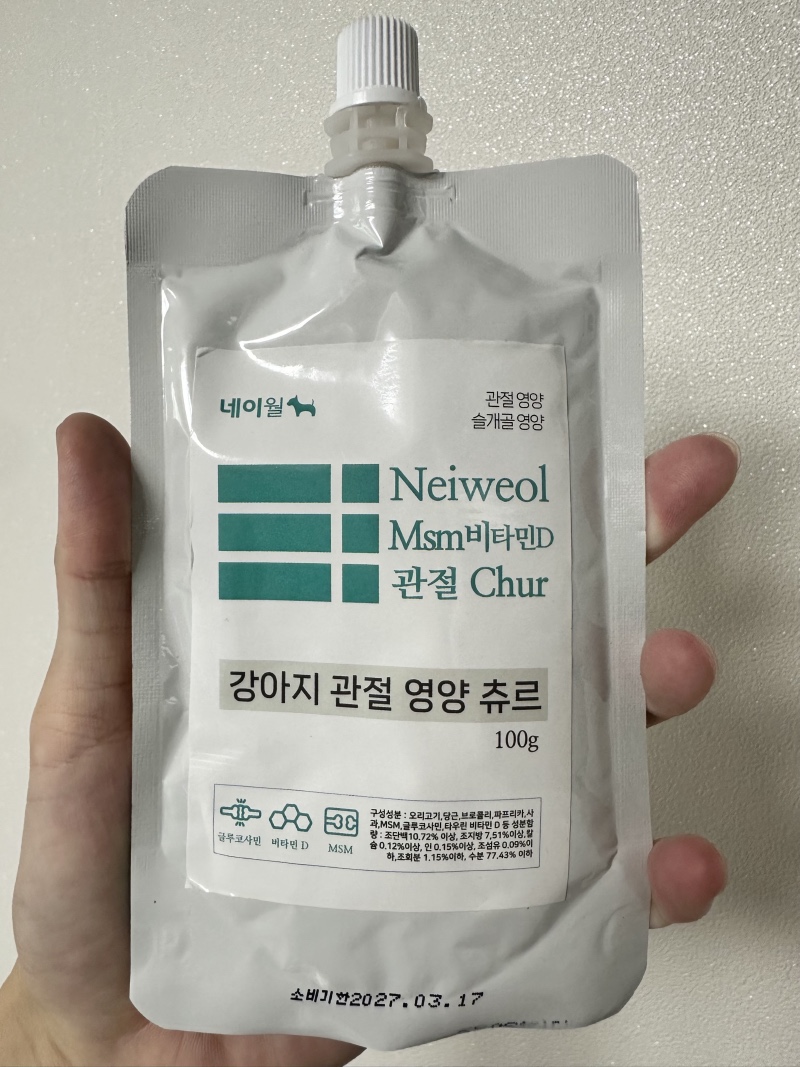 네이월
관절 영양
슬개골 영양
Neiweol
Msm비타민D
관절 Chur
강아지 관절 영양 츄르
100g
글루코사민 비타민 D MSM
구성성분 : 오리고기,당근,브로콜리,파프리카,사
과,MSM,글루코사민,타우린 비타민 D 등 성분함
량 : 조단백10.72% 이상, 조지방 7,51%이상,칼
슘 0.12%이상, 인 0.15%이상, 조섬유 0.09%이
하,조회분 1.15%이하, 수분 77.43% 이하
소비기한2027.03.17